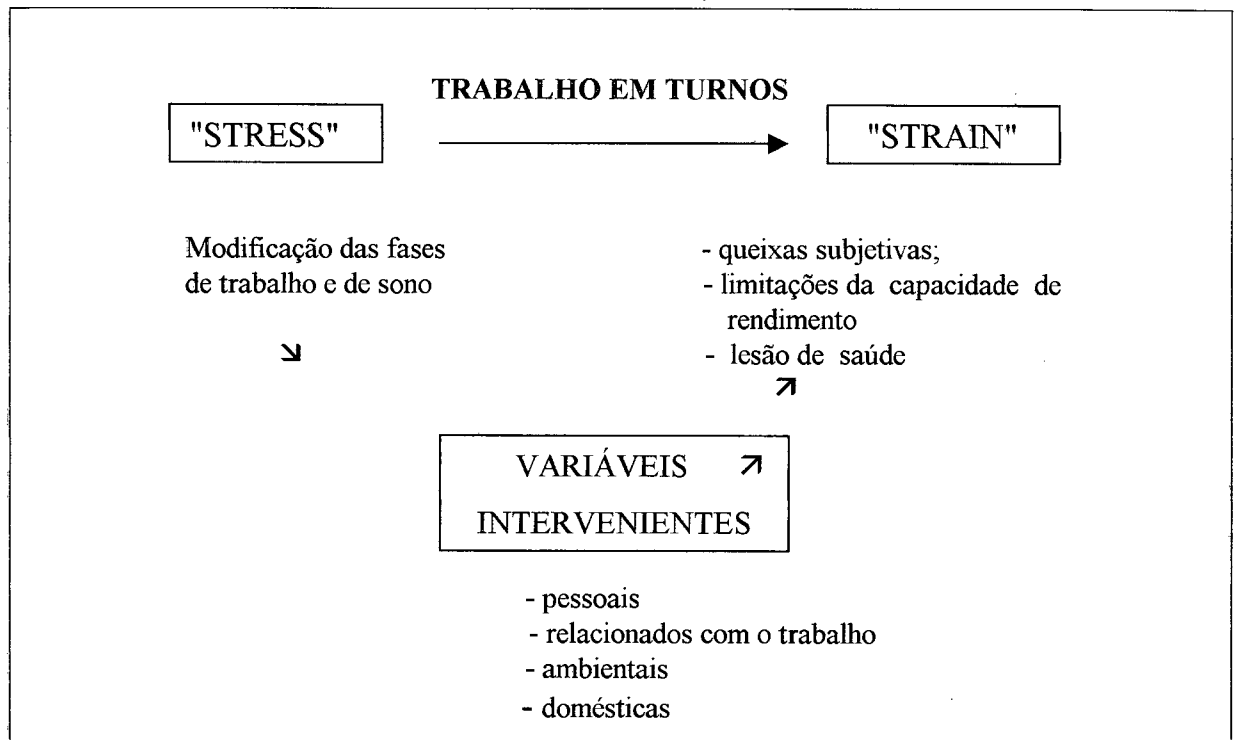 TRABALHO EM TURNOS
"STRESS"
"STRAIN"
Modificação das fases
de trabalho e de sono
- queixas subjetivas;
- limitações da capacidade de
rendimento
- lesão de saúde
VARIÁVEIS
INTERVENIENTES
- pessoais
- relacionados com o trabalho
- ambientais
- domésticas